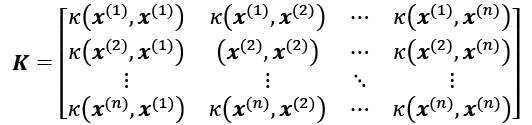 κ(x⁽¹⁾, x⁽¹⁾) κ(x⁽¹⁾, x⁽²⁾) ⋯ κ(x⁽¹⁾, x⁽ⁿ⁾)
K = κ(x⁽²⁾, x⁽¹⁾) (x⁽²⁾, x⁽²⁾) ⋯ κ(x⁽²⁾, x⁽ⁿ⁾)
⋮ ⋮ ⋱ ⋮
κ(x⁽ⁿ⁾, x⁽¹⁾) κ(x⁽ⁿ⁾, x⁽²⁾) ⋯ κ(x⁽ⁿ⁾, x⁽ⁿ⁾)